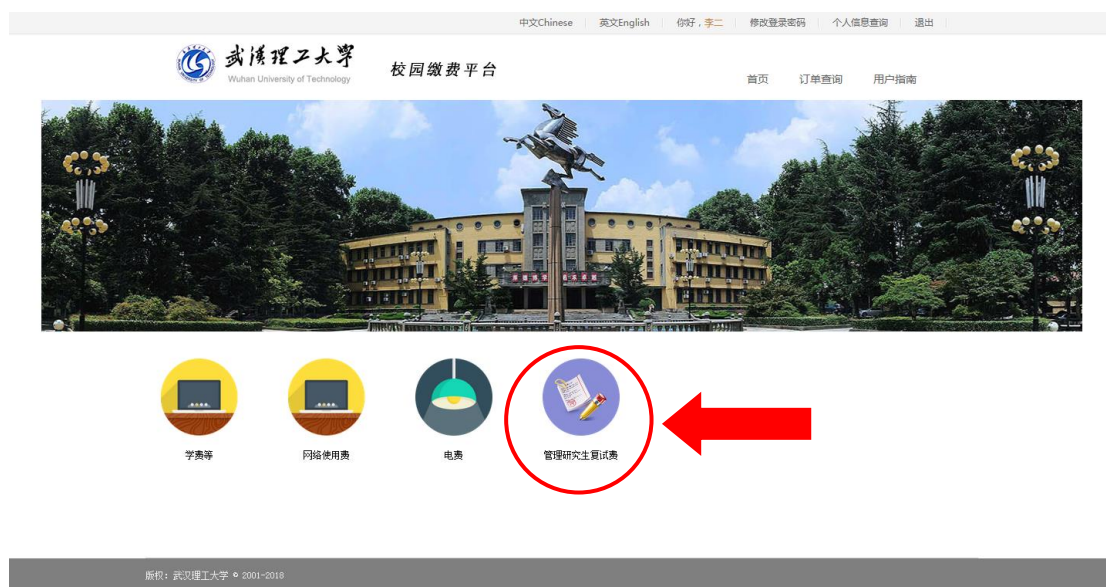 中文Chinese 英文English 你好，李二 修改登录密码 个人信息查询 退出
武汉理工大学
Wuhan University of Technology
校园缴费平台
首页 订单查询 用户指南
学费等 网络使用费 电费 管理研究生复试费
版权：武汉理工大学 © 2001-2018